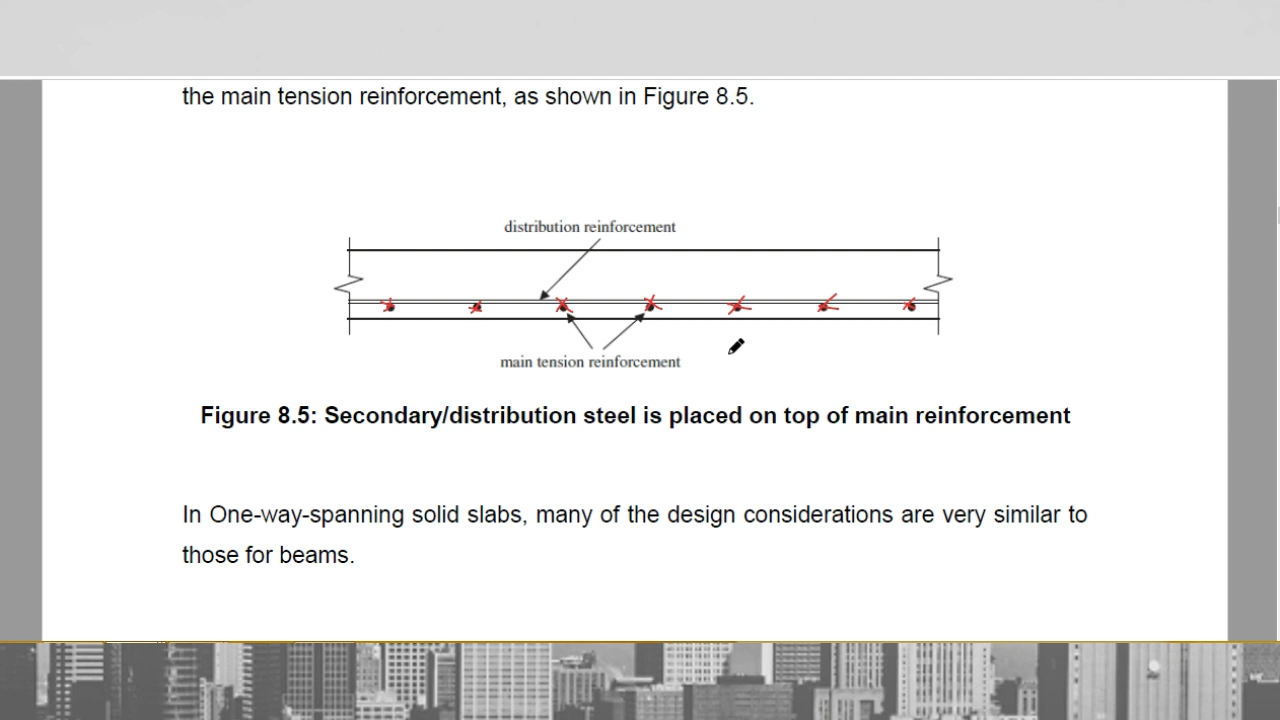 the main tension reinforcement, as shown in Figure 8.5.
distribution reinforcement
main tension reinforcement
Figure 8.5: Secondary/distribution steel is placed on top of main reinforcement
In One-way-spanning solid slabs, many of the design considerations are very similar to
those for beams.